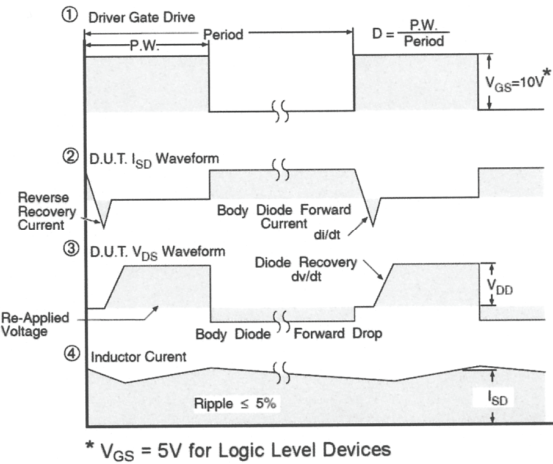 ① Driver Gate Drive
Period
P.W.
D = P.W. / Period
VGS=10V*
② D.U.T. ISD Waveform
Reverse
Recovery
Current
Body Diode Forward
Current
di/dt
③ D.U.T. VDS Waveform
Diode Recovery
dv/dt
VDD
Re-Applied
Voltage
Body Diode Forward Drop
④ Inductor Curent
Ripple ≤ 5%
ISD
* VGS = 5V for Logic Level Devices